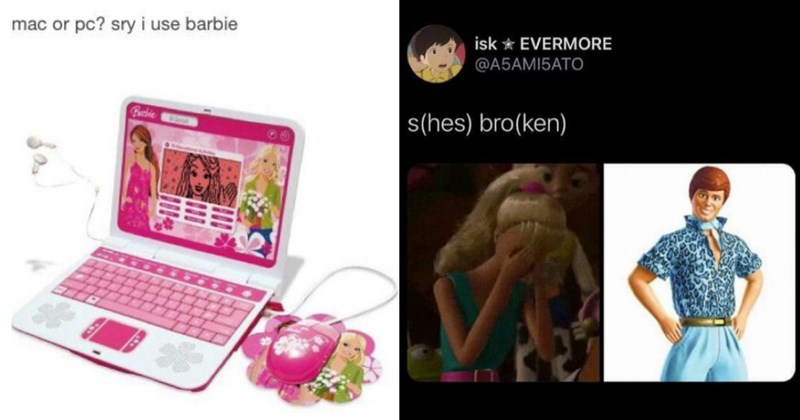 mac or pc? sry i use barbie
Barbie
isk ★ EVERMORE
@A5AMI5ATO
s(hes) bro(ken)